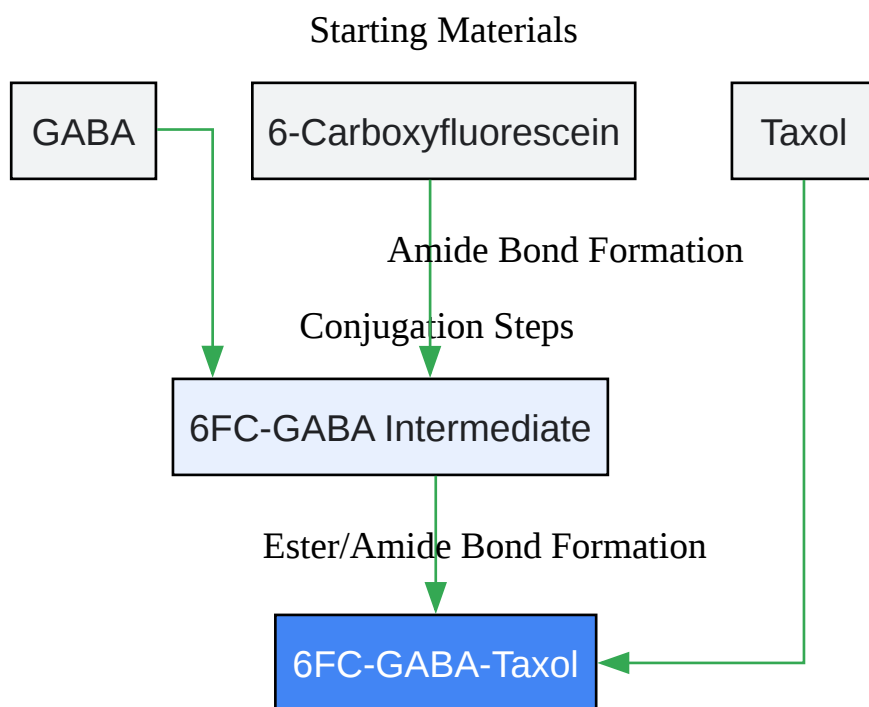 Starting Materials
GABA
6-Carboxyfluorescein
Taxol
Amide Bond Formation
Conjugation Steps
6FC-GABA Intermediate
Ester/Amide Bond Formation
6FC-GABA-Taxol